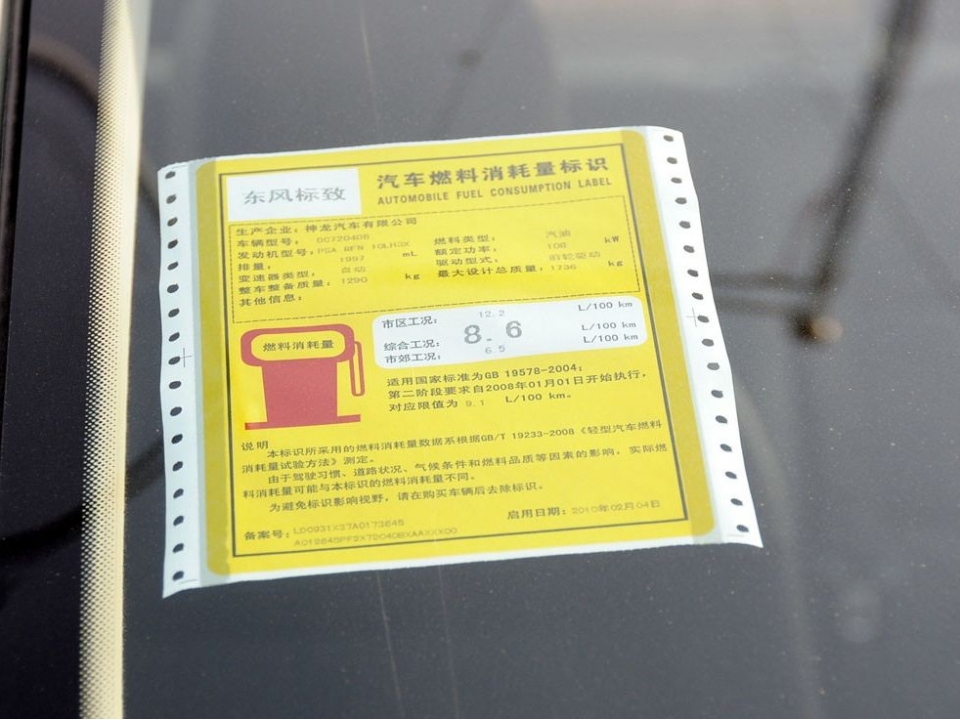 东风标致
汽车燃料消耗量标识
AUTOMOBILE FUEL CONSUMPTION LABEL
生产企业：神龙汽车有限公司
车辆型号： DC7204DB 燃料类型： 汽油
发动机型号：PSA RFN 10LH3X 额定功率： 108 kW
排量： 1997 mL 驱动型式： 前轮驱动
变速器类型： 自动 最大设计总质量：1736 kg
整车整备质量：1290 kg
其他信息：
燃料消耗量
市区工况： 12.2 L/100 km
综合工况： 8.6 L/100 km
市郊工况： 6.5 L/100 km
适用国家标准为GB 19578-2004；
第二阶段要求自2008年01月01日开始执行，
对应限值为 9.1 L/100 km。
说明
本标识所采用的燃料消耗量数据系根据GB/T 19233-2008《轻型汽车燃料
消耗量试验方法》测定。
由于驾驶习惯、道路状况、气候条件和燃料品质等因素的影响，实际燃
料消耗量可能与本标识的燃料消耗量不同。
为避免标识影响视野，请在购买车辆后去除标识。
备案号：LD0931X37A0173645
启用日期：2010年02月04日